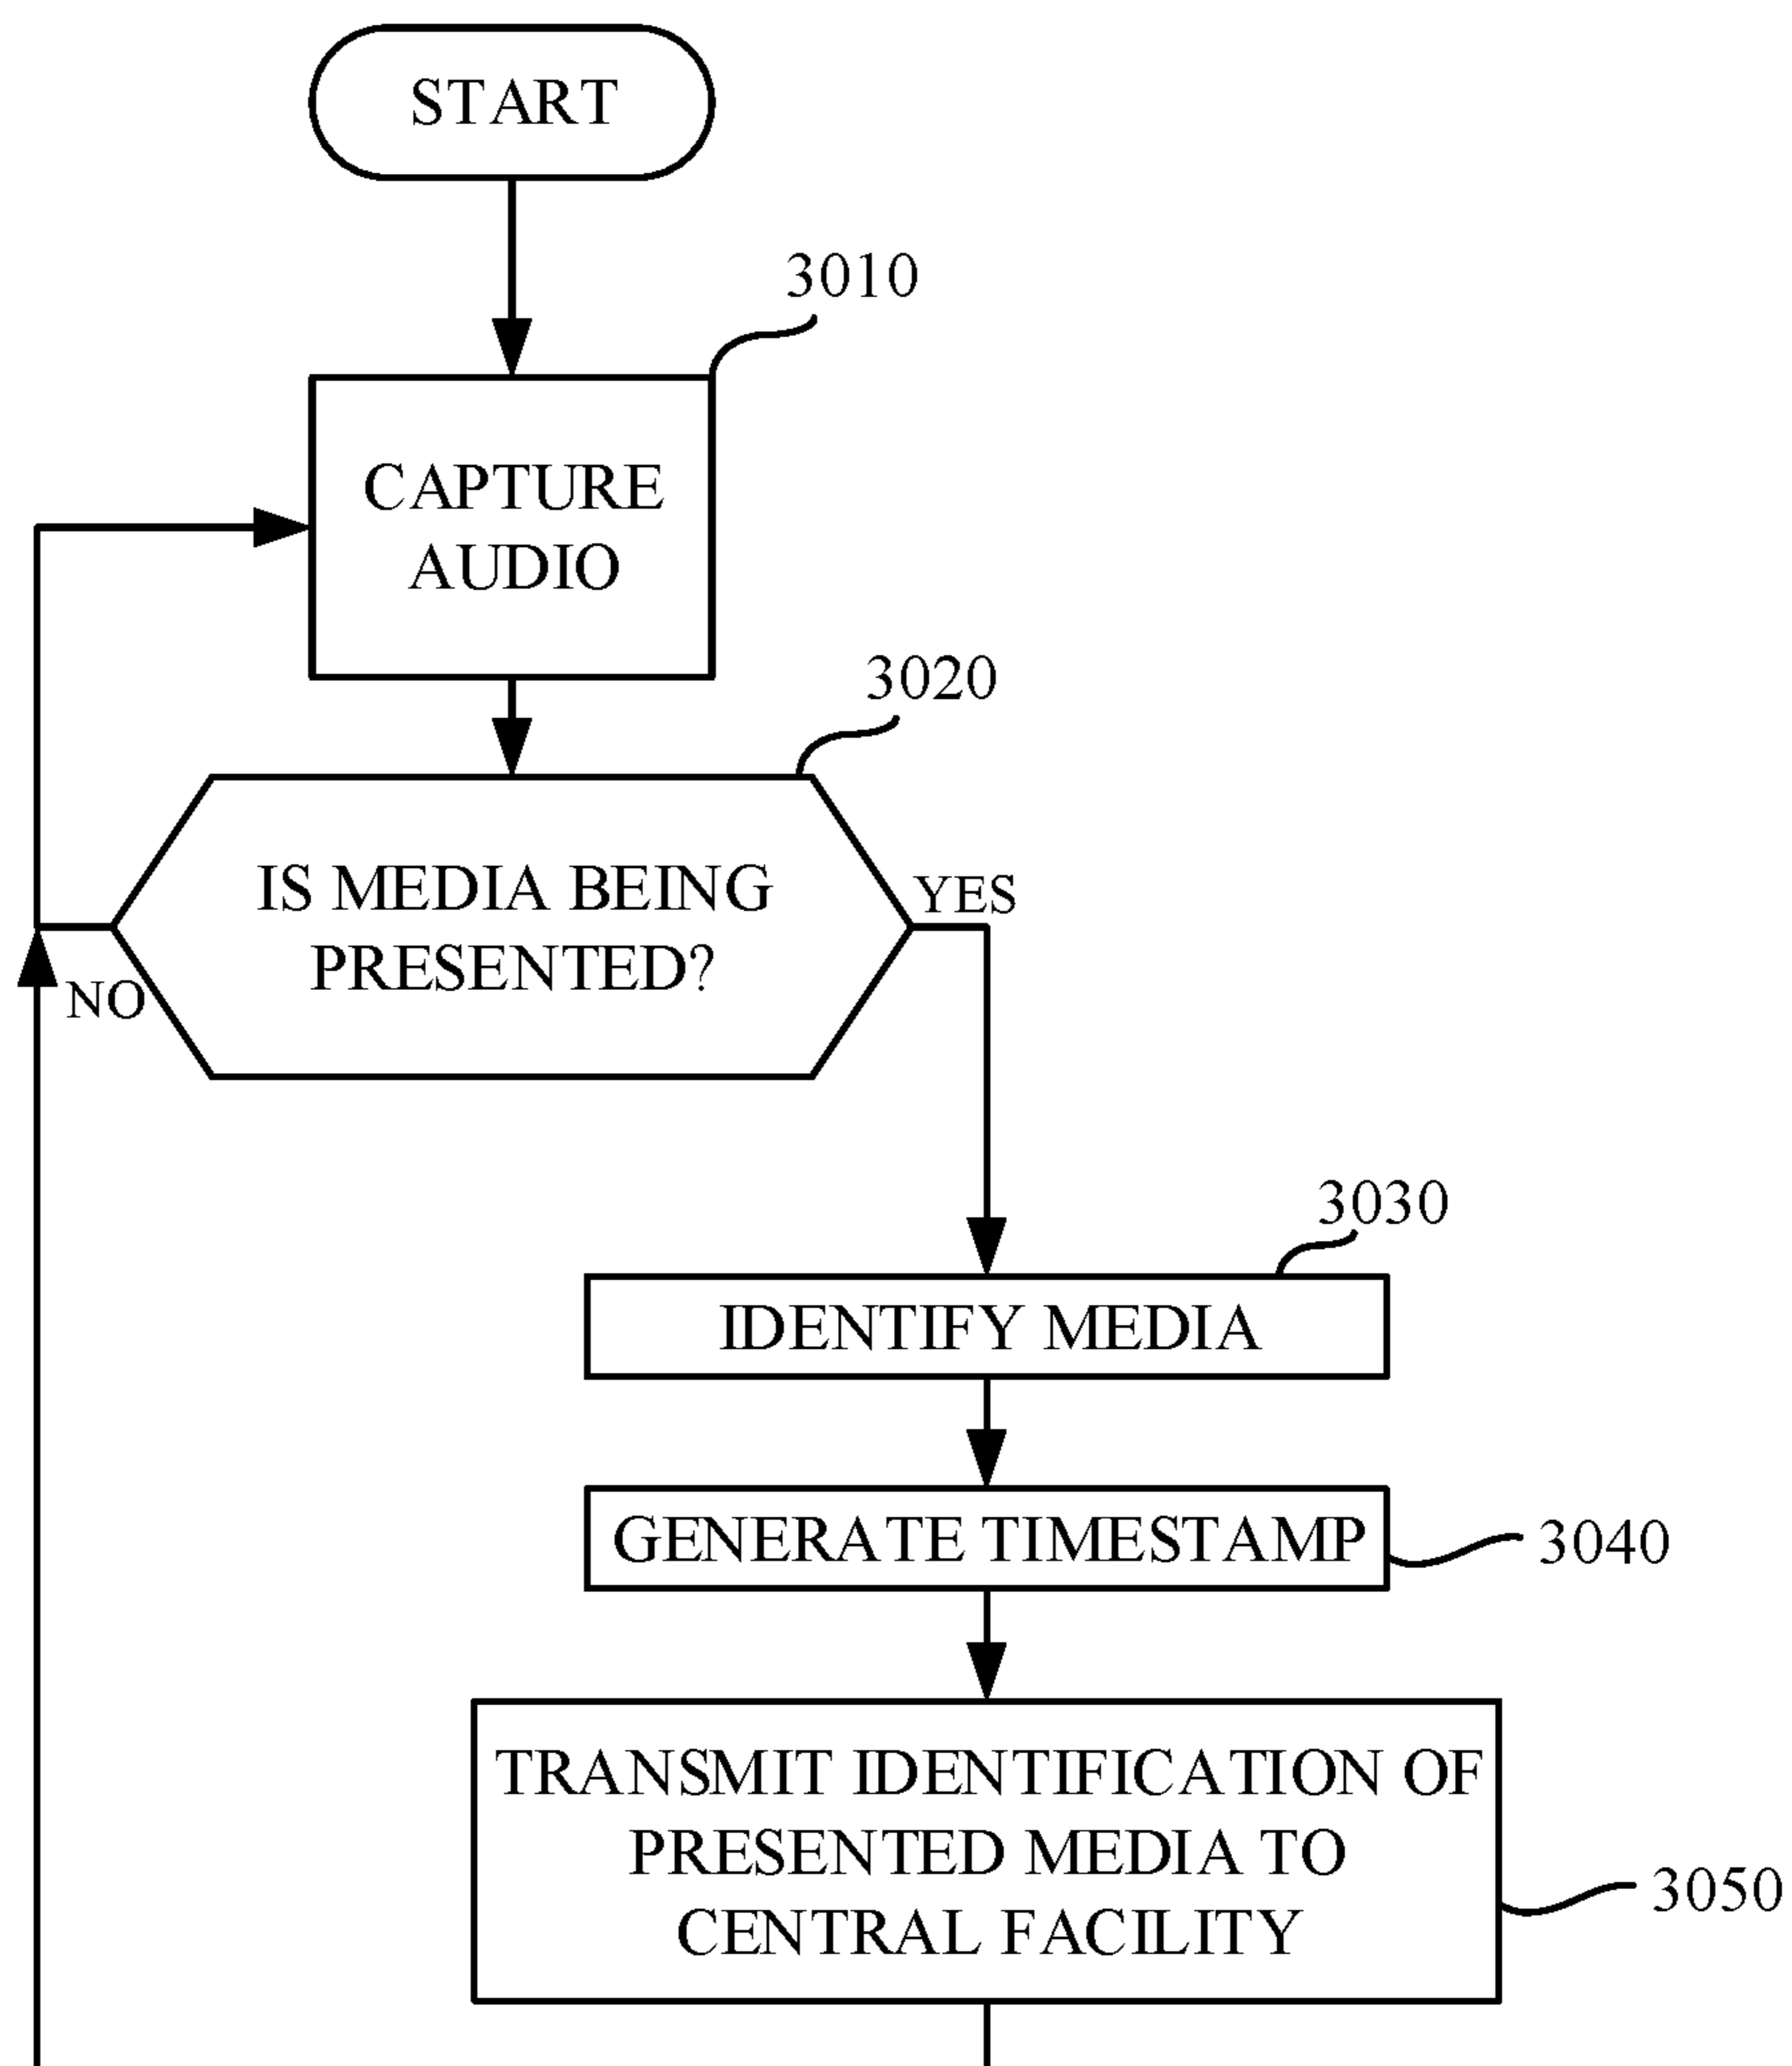 START
3010
CAPTURE
AUDIO
3020
IS MEDIA BEING
PRESENTED?
YES
NO
3030
IDENTIFY MEDIA
GENERATE TIMESTAMP
3040
TRANSMIT IDENTIFICATION OF
PRESENTED MEDIA TO
CENTRAL FACILITY
3050